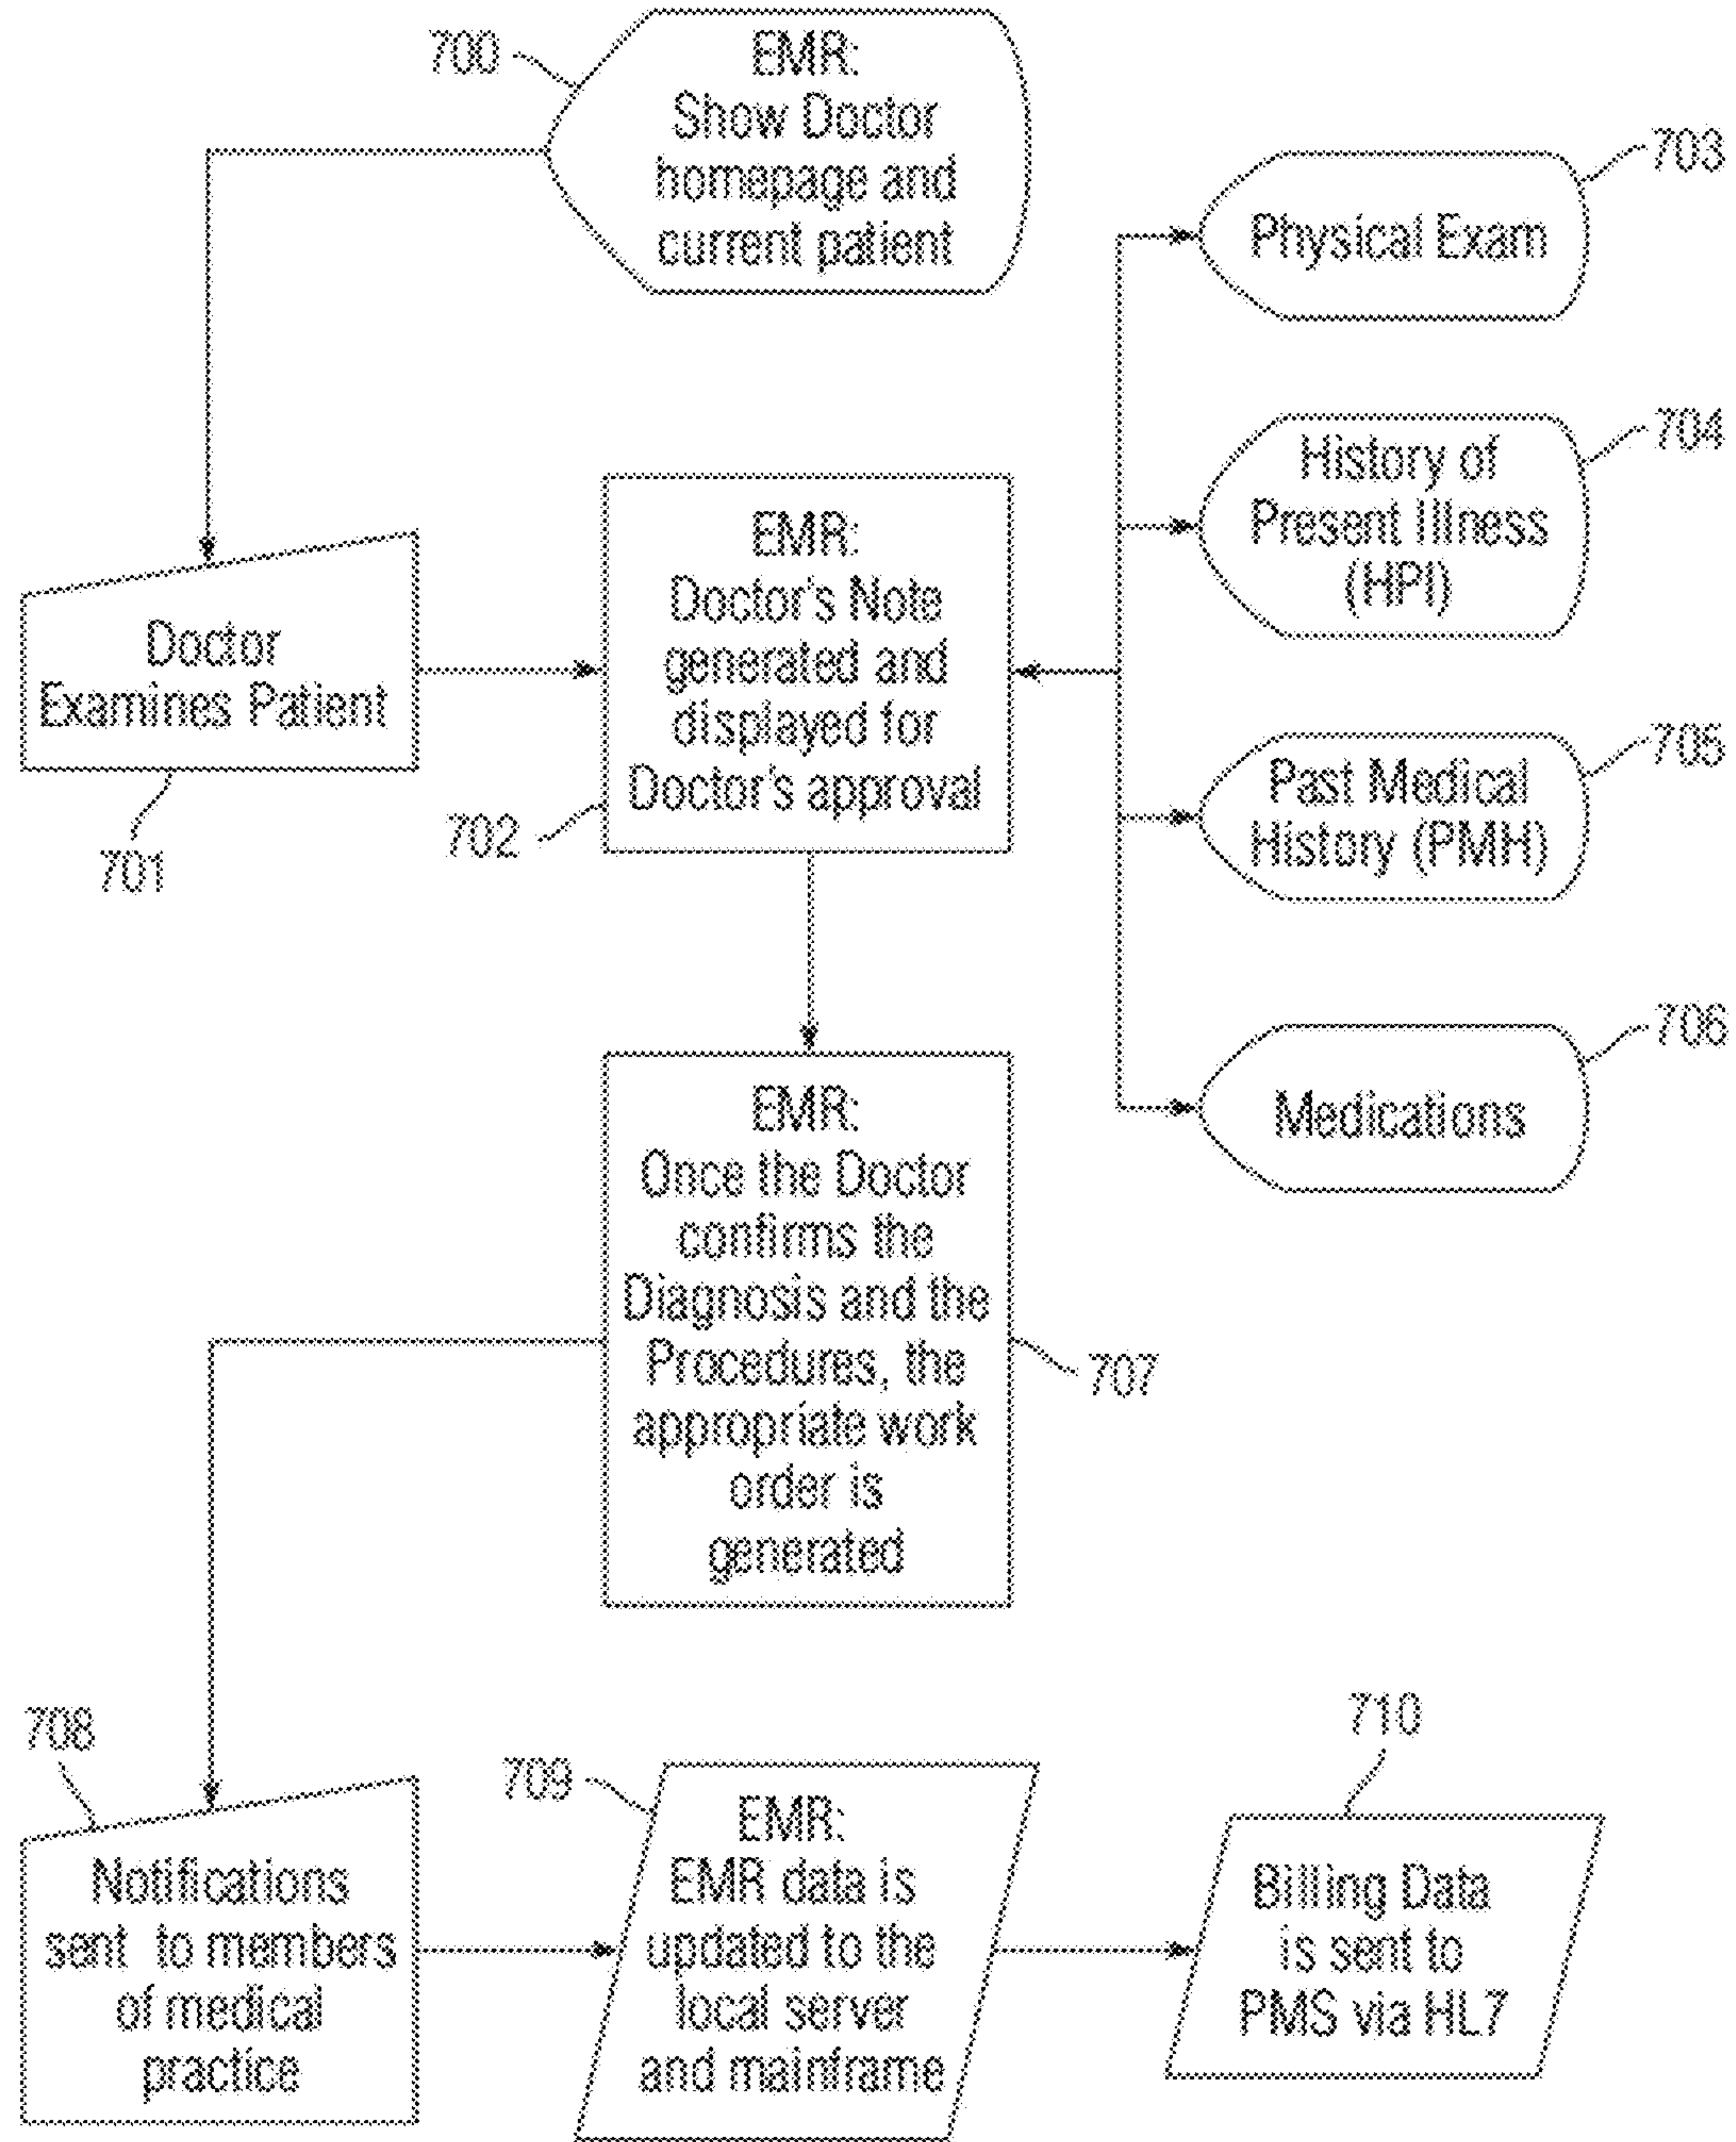 700
EMR:
Show Doctor
homepage and
current patient
703
Physical Exam
704
History of
Present Illness
(HPI)
Doctor
Examines Patient
701
EMR:
Doctor's Note
generated and
displayed for
Doctor's approval
702
705
Past Medical
History (PMH)
706
Medications
EMR:
Once the Doctor
confirms the
Diagnosis and the
Procedures, the
appropriate work
order is
generated
707
708
Notifications
sent to members
of medical
practice
709
EMR:
EMR data is
updated to the
local server
and mainframe
710
Billing Data
is sent to
PMS via HL7